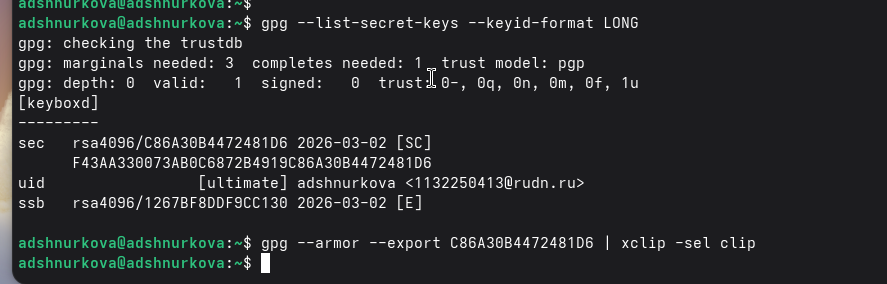 adshnurkova@adshnurkova:~$
adshnurkova@adshnurkova:~$ gpg --list-secret-keys --keyid-format LONG
gpg: checking the trustdb
gpg: marginals needed: 3  completes needed: 1  trust model: pgp
gpg: depth: 0  valid:   1  signed:   0  trust: 0-, 0q, 0n, 0m, 0f, 1u
[keyboxd]
---------
sec   rsa4096/C86A30B4472481D6 2026-03-02 [SC]
      F43AA330073AB0C6872B4919C86A30B4472481D6
uid                 [ultimate] adshnurkova <1132250413@rudn.ru>
ssb   rsa4096/1267BF8DDF9CC130 2026-03-02 [E]
adshnurkova@adshnurkova:~$ gpg --armor --export C86A30B4472481D6 | xclip -sel clip
adshnurkova@adshnurkova:~$